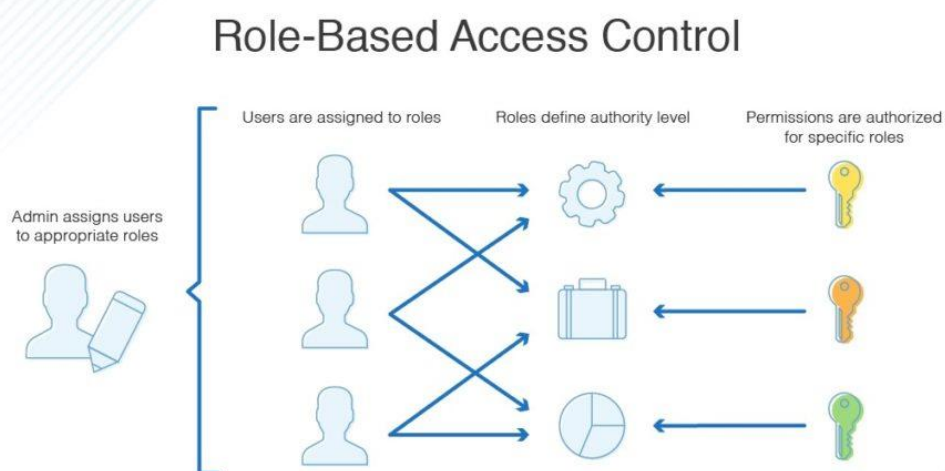 Role-Based Access Control
Users are assigned to roles
Roles define authority level
Permissions are authorized
for specific roles
Admin assigns users
to appropriate roles